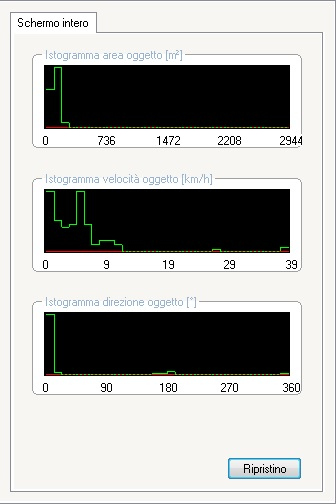 Schermo intero
Istogramma area oggetto [m²]
0 736 1472 2208 2944
Istogramma velocità oggetto [km/h]
0 9 19 29 39
Istogramma direzione oggetto [°]
0 90 180 270 360
Ripristino